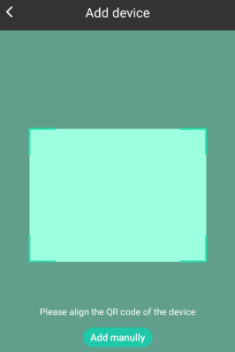 Add device
Please align the QR code of the device
Add manully